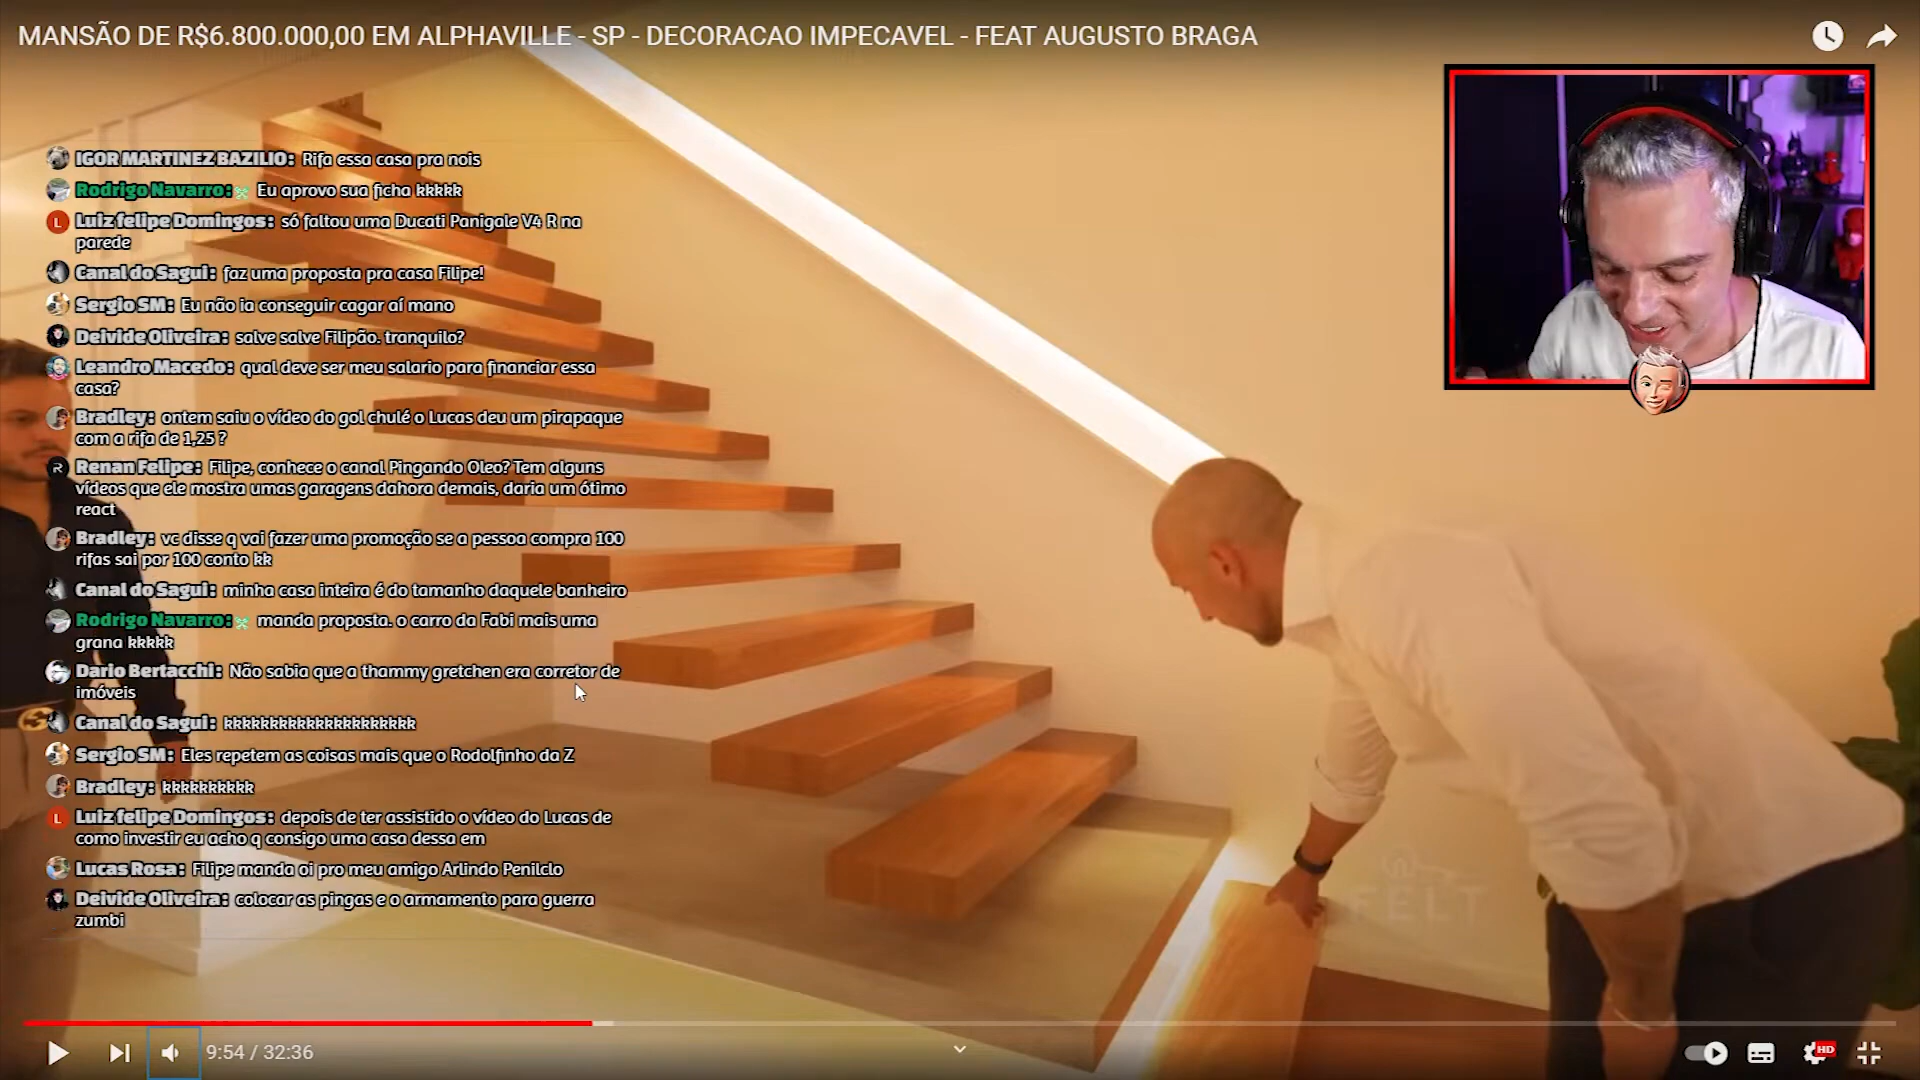 MANSÃO DE R$6.800.000,00 EM ALPHAVILLE - SP - DECORACAO IMPECAVEL - FEAT AUGUSTO BRAGA
IGOR MARTINEZ BAZILIO: Rifa essa casa pra nois
Rodrigo Navarro: Eu aprovo sua ficha kkkkk
L Luiz felipe Domingos: só faltou uma Ducati Panigale V4 R na
parede
Canal do Sagui: faz uma proposta pra casa Filipe!
Sergio SM: Eu não ia conseguir cagar aí mano
Deivide Oliveira: salve salve Filipão. tranquilo?
Leandro Macedo: qual deve ser meu salario para financiar essa
casa?
Bradley: ontem saiu o vídeo do gol chulé o Lucas deu um pirapaque
com a rifa de 1,25 ?
R Renan Felipe: Filipe, conhece o canal Pingando Oleo? Tem alguns
vídeos que ele mostra umas garagens dahora demais, daria um ótimo
react
Bradley: vc disse q vai fazer uma promoção se a pessoa compra 100
rifas sai por 100 conto kk
Canal do Sagui: minha casa inteira é do tamanho daquele banheiro
Rodrigo Navarro: manda proposta. o carro da Fabi mais uma
grana kkkkk
Dario Bertacchi: Não sabia que a thammy gretchen era corretor de
imóveis
Canal do Sagui: kkkkkkkkkkkkkkkkkkkkk
Sergio SM: Eles repetem as coisas mais que o Rodolfinho da Z
Bradley: kkkkkkkkkk
L Luiz felipe Domingos: depois de ter assistido o vídeo do Lucas de
como investir eu acho q consigo uma casa dessa em
Lucas Rosa: Filipe manda oi pro meu amigo Arlindo Penilclo
Deivide Oliveira: colocar as pingas e o armamento para guerra
zumbi
FELT
9:54 / 32:36
HD